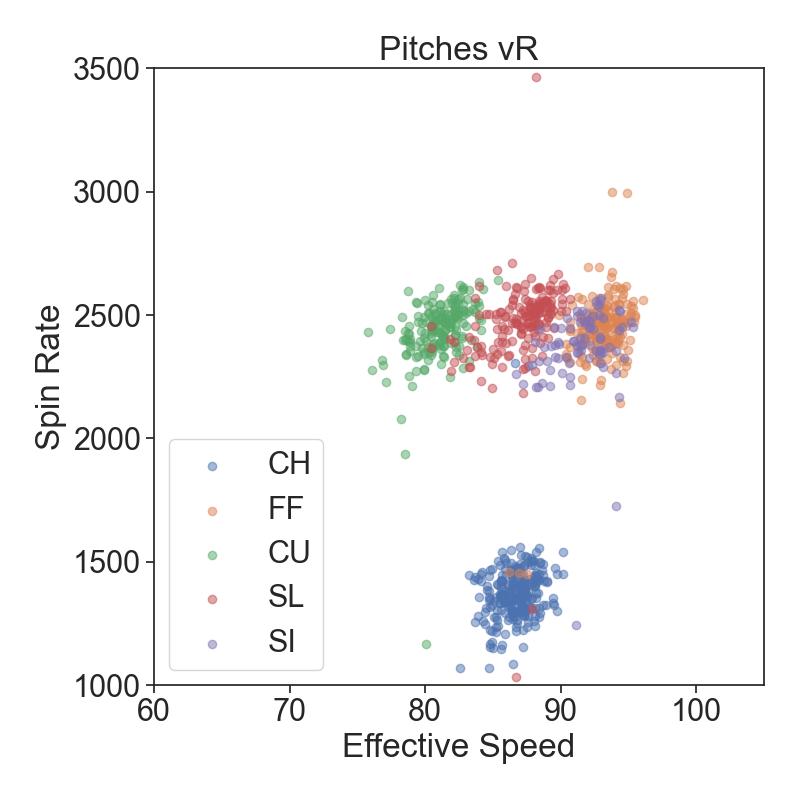 Pitches vR
3500
3000
2500
2000
1500
1000
Spin Rate
CH
FF
CU
SL
SI
60 70 80 90 100
Effective Speed